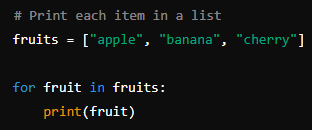 # Print each item in a list
fruits = ["apple", "banana", "cherry"]
for fruit in fruits:
    print(fruit)